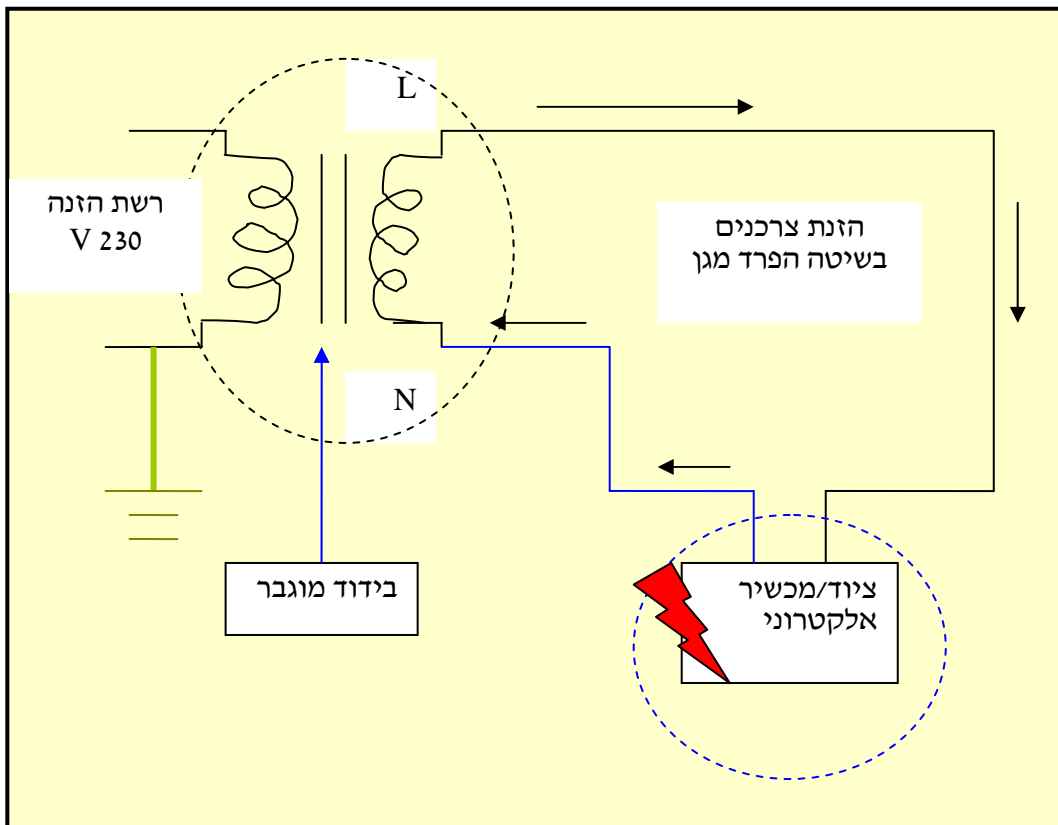 L
רשת הזנה
230 V
הזנת צרכנים
בשיטה הפרד מגן
N
בידוד מוגבר
ציוד/מכשיר
אלקטרוני